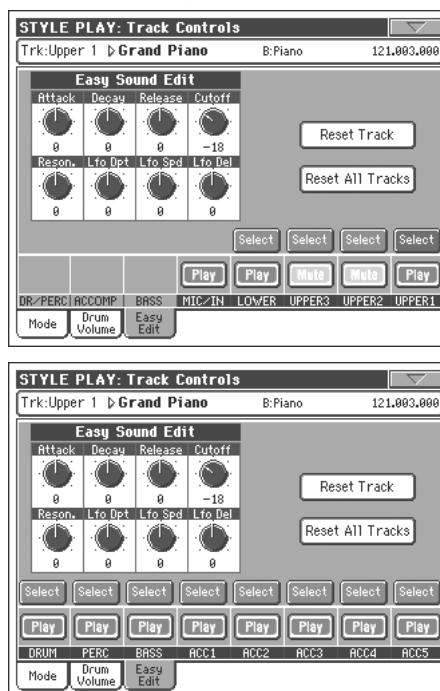 STYLE PLAY: Track Controls
Trk:Upper 1 Grand Piano B:Piano 121.003.000
Easy Sound Edit
Attack Decay Release Cutoff
0 0 0 -18
Reson. Lfo Dpt Lfo Spd Lfo Del
0 0 0 0
Reset Track
Reset All Tracks
Select Select Select Select
Play Play Mute Mute Play
DR/PERC ACCOMP BASS MIC/IN LOWER UPPER3 UPPER2 UPPER1
Mode Drum Volume Easy Edit
STYLE PLAY: Track Controls
Trk:Upper 1 Grand Piano B:Piano 121.003.000
Easy Sound Edit
Attack Decay Release Cutoff
0 0 0 -18
Reson. Lfo Dpt Lfo Spd Lfo Del
0 0 0 0
Reset Track
Reset All Tracks
Select Select Select Select Select Select Select Select
Play Play Play Play Play Play Play Play
DRUM PERC BASS ACC1 ACC2 ACC3 ACC4 ACC5
Mode Drum Volume Easy Edit